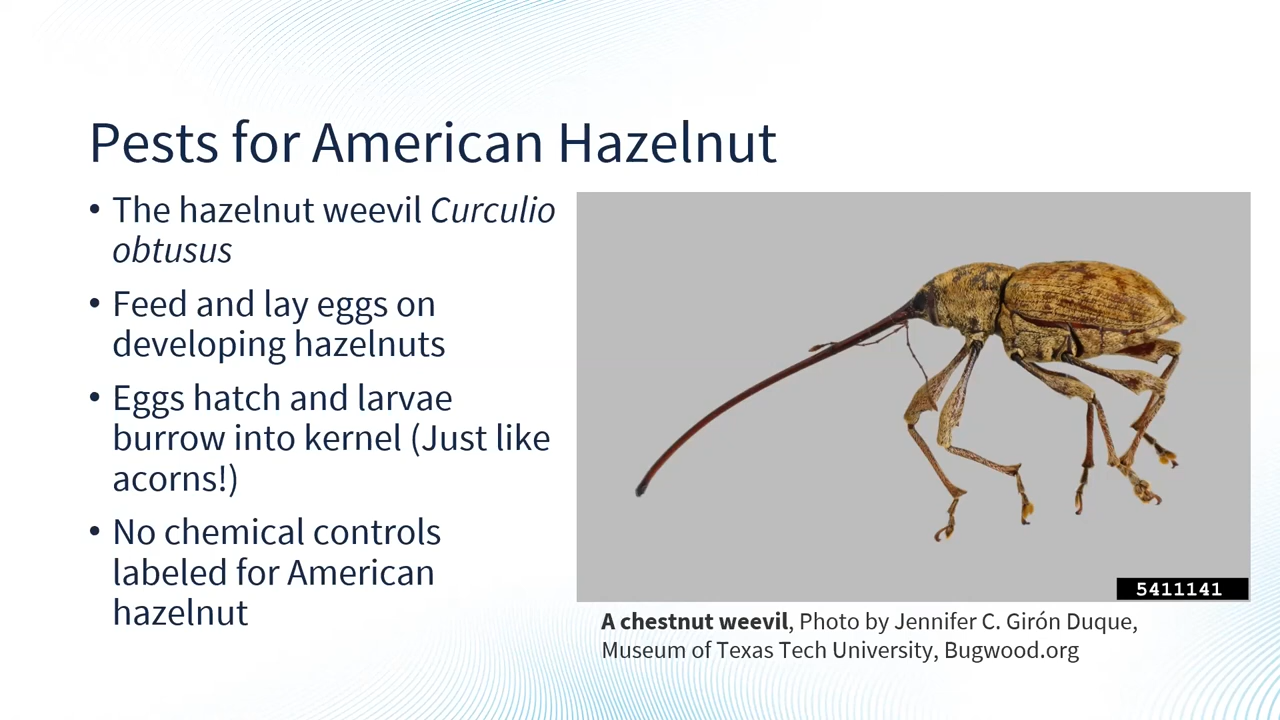 Pests for American Hazelnut
• The hazelnut weevil Curculio
obtusus
• Feed and lay eggs on
developing hazelnuts
• Eggs hatch and larvae
burrow into kernel (Just like
acorns!)
• No chemical controls
labeled for American
hazelnut
5411141
A chestnut weevil, Photo by Jennifer C. Girón Duque,
Museum of Texas Tech University, Bugwood.org